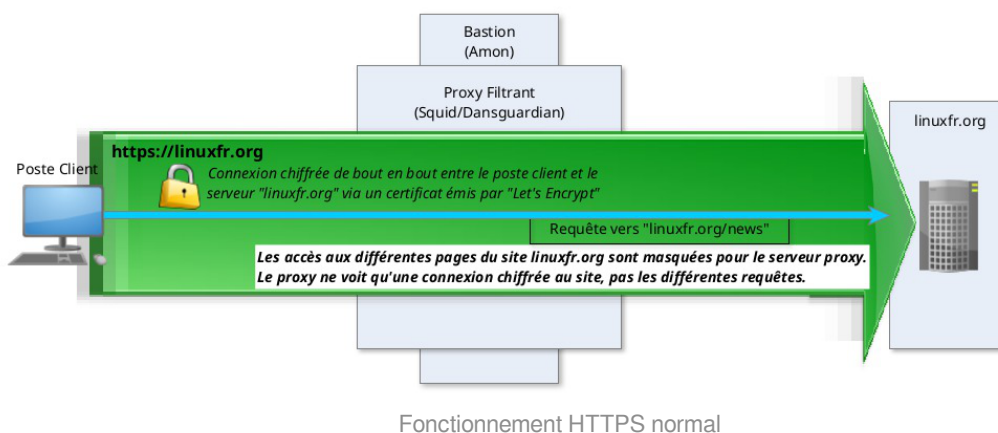 Bastion
(Amon)
Proxy Filtrant
(Squid/Dansguardian)
linuxfr.org
https://linuxfr.org
Poste Client
Connexion chiffrée de bout en bout entre le poste client et le
serveur "linuxfr.org" via un certificat émis par "Let's Encrypt"
Requête vers "linuxfr.org/news"
Les accès aux différentes pages du site linuxfr.org sont masquées pour le serveur proxy.
Le proxy ne voit qu'une connexion chiffrée au site, pas les différentes requêtes.
Fonctionnement HTTPS normal